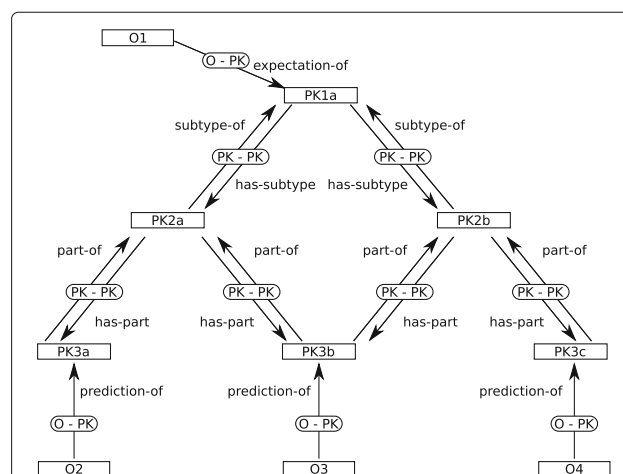 O1
O - PK
expectation-of
PK1a
subtype-of
subtype-of
PK - PK
PK - PK
has-subtype
has-subtype
PK2a
PK2b
part-of
part-of
part-of
part-of
PK - PK
PK - PK
PK - PK
PK - PK
has-part
has-part
has-part
has-part
PK3a
PK3b
PK3c
prediction-of
prediction-of
prediction-of
O - PK
O - PK
O - PK
O2
O3
O4